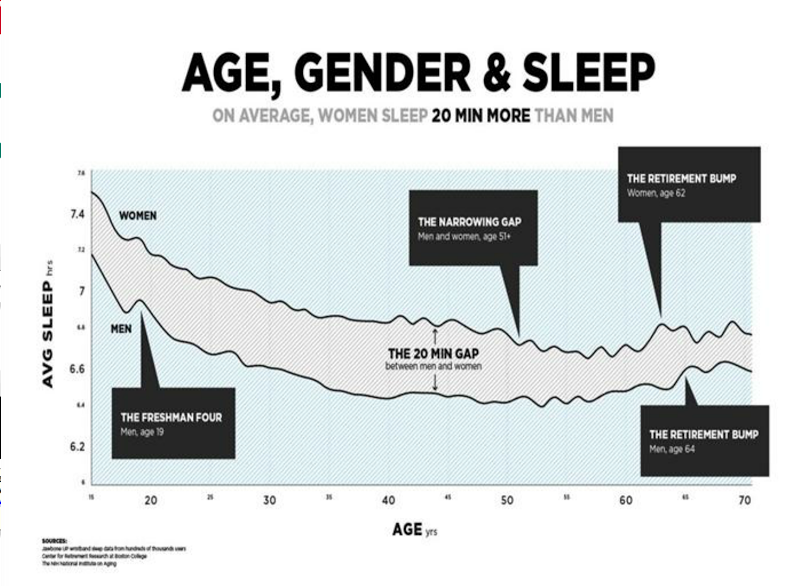 AGE, GENDER & SLEEP
ON AVERAGE, WOMEN SLEEP 20 MIN MORE THAN MEN
THE RETIREMENT BUMP
Women, age 62
THE NARROWING GAP
Men and women, age 51+
WOMEN
MEN
THE 20 MIN GAP
between men and women
THE FRESHMAN FOUR
Men, age 19
THE RETIREMENT BUMP
Men, age 64
AVG SLEEP hrs
7.6
7.4
7.2
7
6.8
6.6
6.4
6.2
6
15 20 25 30 35 40 45 50 55 60 65 70
AGE yrs
SOURCES:
Jawbone UP wristband sleep data from hundreds of thousands users
Center for Retirement Research at Boston College
The NIH National Institute on Aging